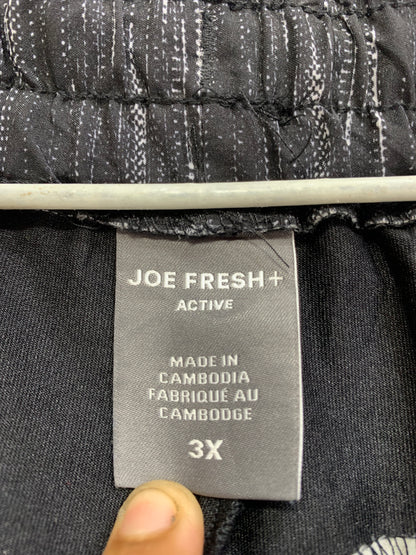 JOE FRESH+
ACTIVE
MADE IN
CAMBODIA
FABRIQUÉ AU
CAMBODGE
3X